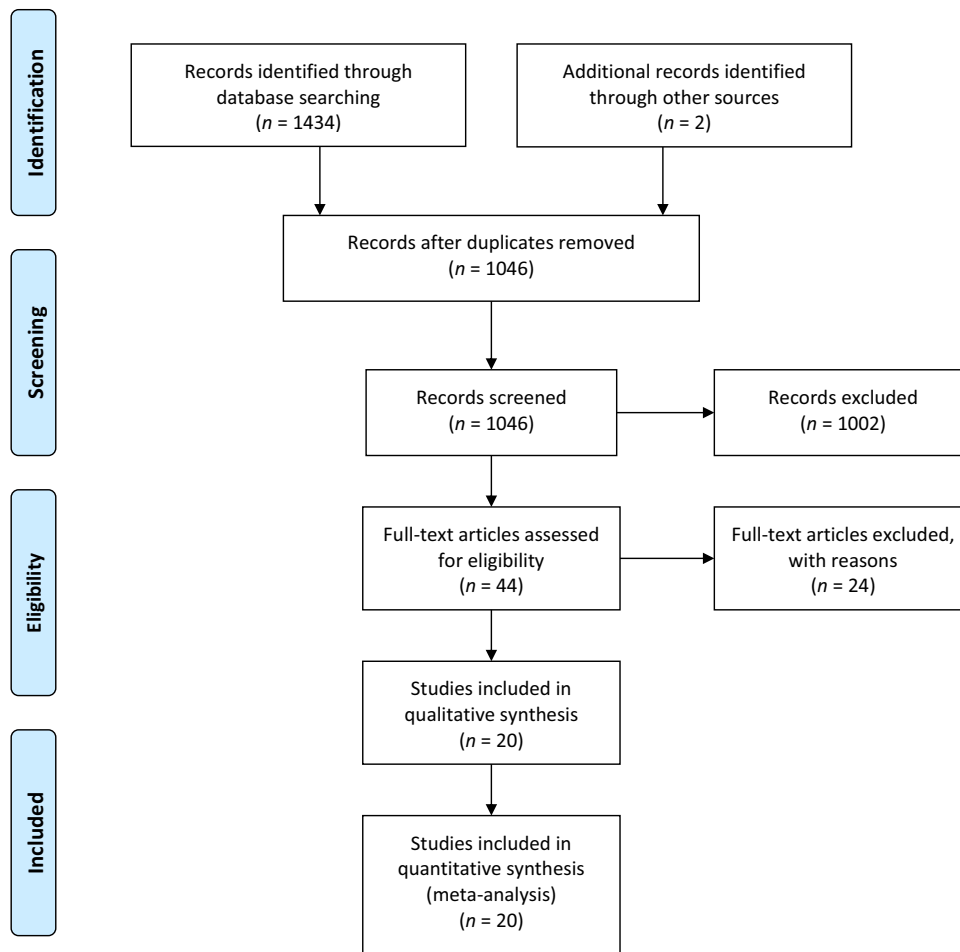 Identification
Records identified through
database searching
(n = 1434)
Additional records identified
through other sources
(n = 2)
Records after duplicates removed
(n = 1046)
Screening
Records screened
(n = 1046)
Records excluded
(n = 1002)
Eligibility
Full-text articles assessed
for eligibility
(n = 44)
Full-text articles excluded,
with reasons
(n = 24)
Studies included in
qualitative synthesis
(n = 20)
Included
Studies included in
quantitative synthesis
(meta-analysis)
(n = 20)